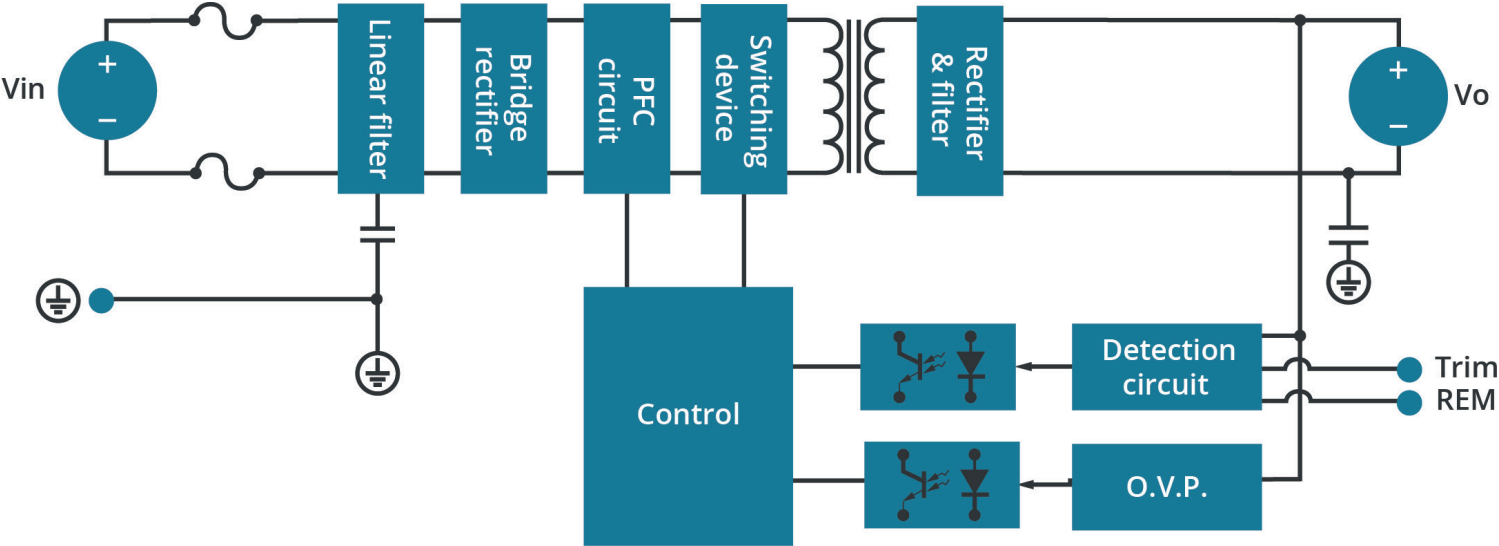 Vin
Linear filter
Bridge
rectifier
PFC
circuit
Switching
device
Rectifier
& filter
Vo
Control
Detection
circuit
Trim
REM
O.V.P.